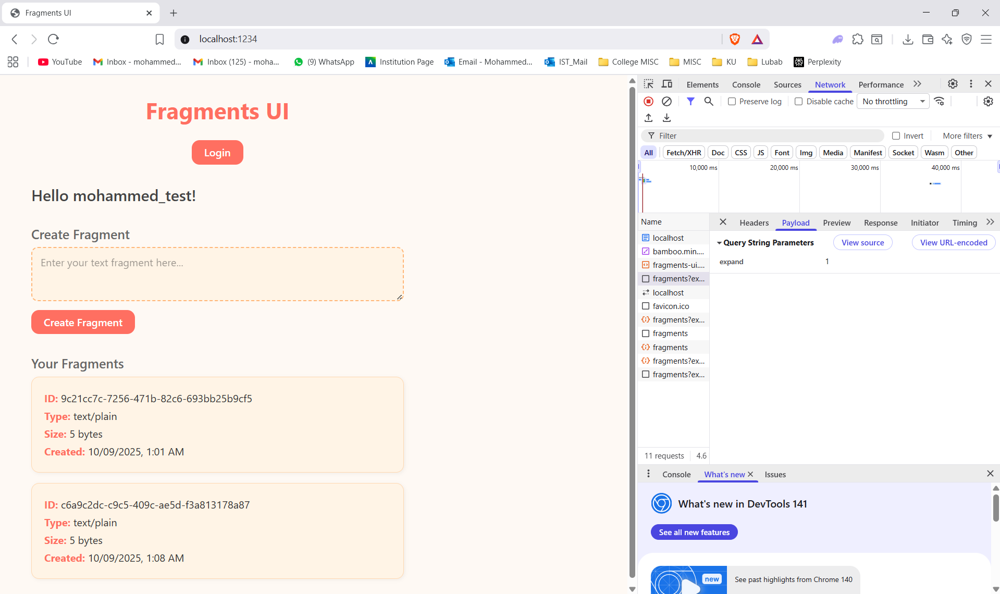 Fragments UI
localhost:1234
YouTube
Inbox - mohammed...
Inbox (125) - moha...
(9) WhatsApp
Institution Page
Email - Mohammed...
IST_Mail
College MISC
MISC
KU
Lubab
Perplexity
Fragments UI
Login
Hello mohammed_test!
Create Fragment
Enter your text fragment here...
Create Fragment
Your Fragments
ID: 9c21cc7c-7256-471b-82c6-693bb25b9cf5
Type: text/plain
Size: 5 bytes
Created: 10/09/2025, 1:01 AM
ID: c6a9c2dc-c9c5-409c-ae5d-f3a813178a87
Type: text/plain
Size: 5 bytes
Created: 10/09/2025, 1:08 AM
Elements
Console
Sources
Network
Performance
Preserve log
Disable cache
No throttling
Filter
Invert
More filters
All
Fetch/XHR
Doc
CSS
JS
Font
Img
Media
Manifest
Socket
Wasm
Other
10,000 ms
20,000 ms
30,000 ms
40,000 ms
Name
localhost
bamboo.min....
fragments-ui....
fragments?ex...
localhost
favicon.ico
fragments?ex...
fragments
fragments
fragments?ex...
fragments?ex...
11 requests
4.6
Headers
Payload
Preview
Response
Initiator
Timing
Query String Parameters
View source
View URL-encoded
expand
1
Console
What's new
Issues
What's new in DevTools 141
See all new features
new
See past highlights from Chrome 140